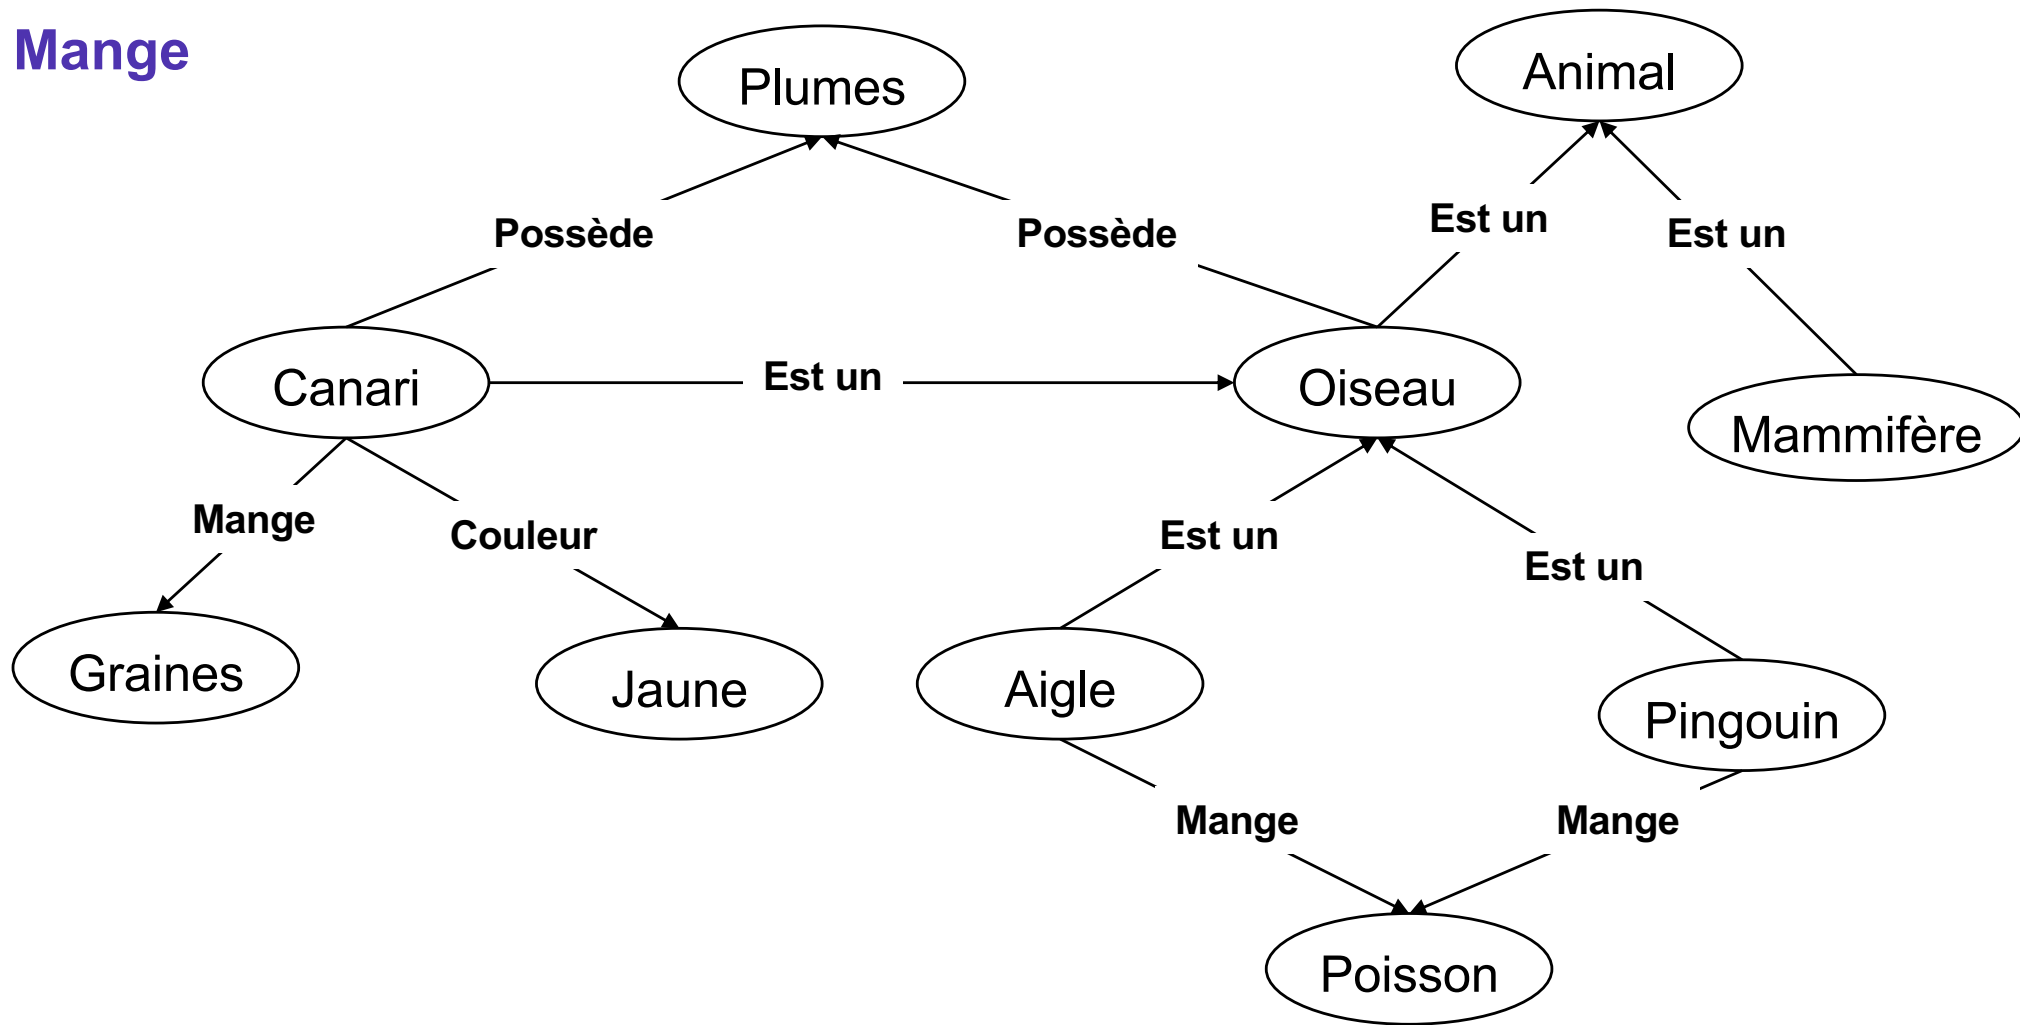 Mange
Plumes
Animal
Possède
Possède
Est un
Est un
Canari
Est un
Oiseau
Mammifère
Mange
Couleur
Est un
Est un
Graines
Jaune
Aigle
Pingouin
Mange
Mange
Poisson